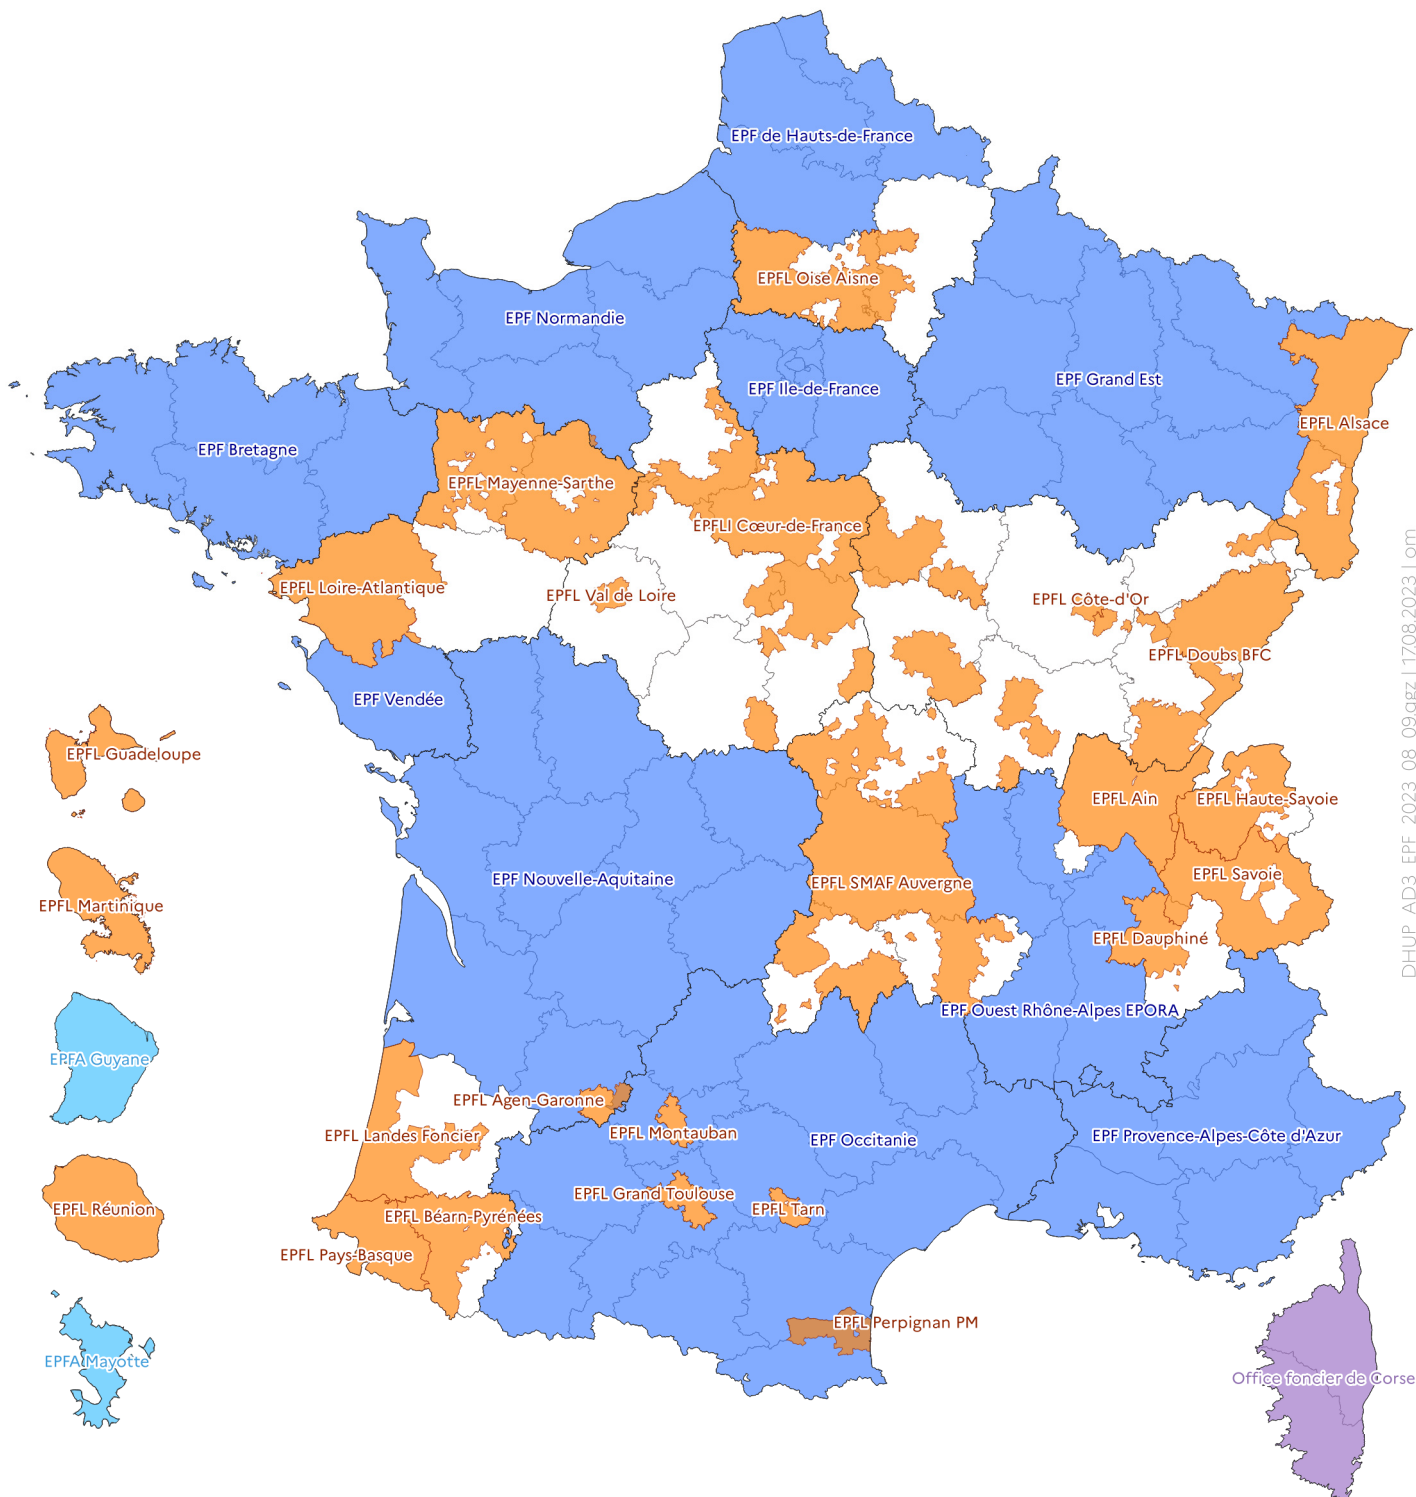 EPF de Hauts-de-France
EPFL Oise Aisne
EPF Normandie
EPF Ile-de-France
EPF Grand Est
EPFL Alsace
EPF Bretagne
EPFL Mayenne-Sarthe
EPFLI Cœur-de-France
EPFL Loire-Atlantique
EPFL Val de Loire
EPFL Côte-d'Or
EPFL Doubs BFC
EPF Vendée
EPFL Guadeloupe
EPFL Ain
EPFL Haute-Savoie
EPF Nouvelle-Aquitaine
EPFL SMAF Auvergne
EPFL Savoie
EPFL Martinique
EPFL Dauphiné
EPF Ouest Rhône-Alpes EPORA
EPFA Guyane
EPFL Agen-Garonne
EPFL Landes Foncier
EPFL Montauban
EPF Occitanie
EPF Provence-Alpes-Côte d'Azur
EPFL Grand Toulouse
EPFL Tarn
EPFL Réunion
EPFL Béarn-Pyrénées
EPFL Pays-Basque
EPFL Perpignan PM
EPFA Mayotte
Office foncier de Corse
DHUP AD3 EPF 2023 08 09.qgz | 17.08.2023 | om